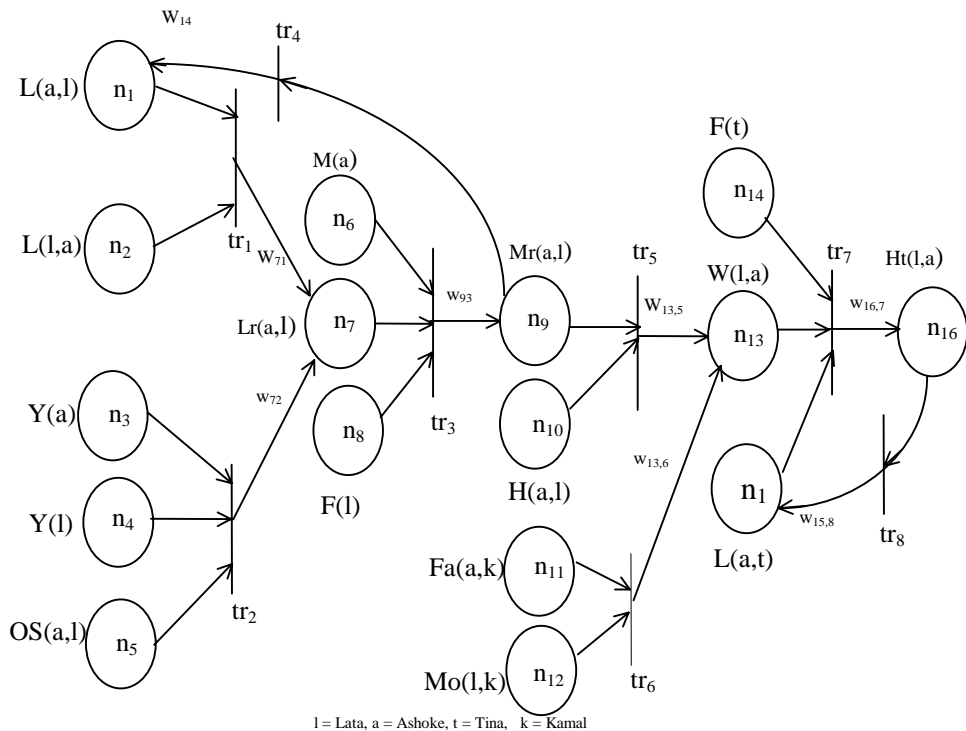 W14
tr4
L(a,l)
n1
F(t)
M(a)
n14
n6
L(l,a)
n2
tr1
W71
Mr(a,l)
tr5
W(l,a)
tr7
Ht(l,a)
w93
W13,5
w16,7
Lr(a,l)
n7
n9
n13
n16
w72
Y(a)
n3
n8
tr3
n10
F(l)
H(a,l)
w13,6
n1
w15,8
tr8
L(a,t)
Y(l)
n4
Fa(a,k)
n11
tr2
OS(a,l)
n5
Mo(l,k)
n12
tr6
l = Lata, a = Ashoke, t = Tina, k = Kamal